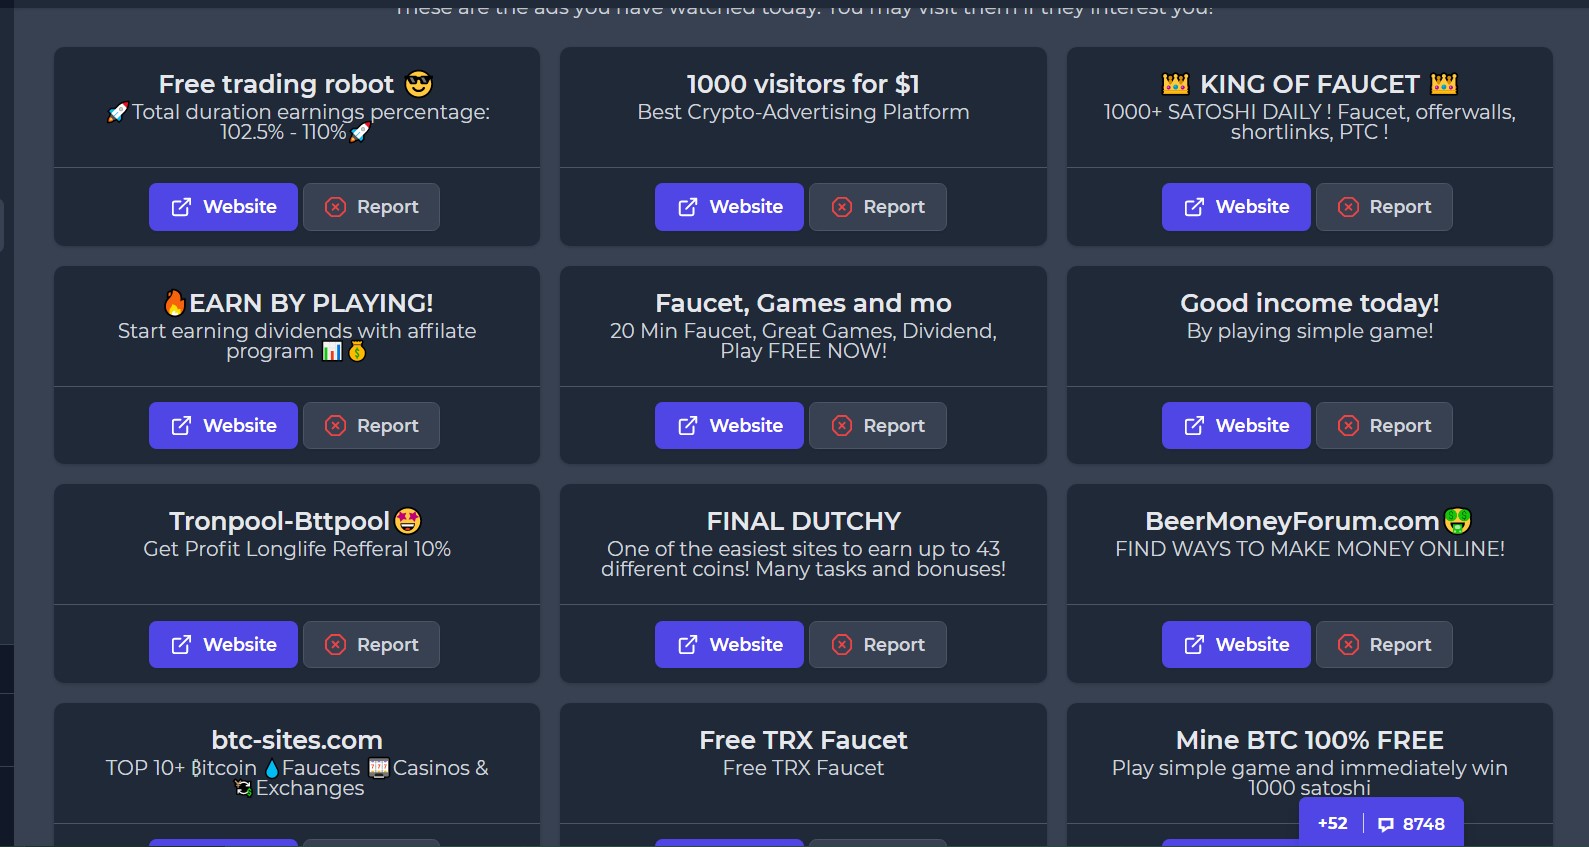 These are the ads you have watched today. You may visit them if they interest you!
Free trading robot 😎
🚀Total duration earnings percentage:
102.5% - 110%🚀
Website
Report
1000 visitors for $1
Best Crypto-Advertising Platform
Website
Report
👑 KING OF FAUCET 👑
1000+ SATOSHI DAILY ! Faucet, offerwalls,
shortlinks, PTC !
Website
Report
🔥EARN BY PLAYING!
Start earning dividends with affilate
program 📊💰
Website
Report
Faucet, Games and mo
20 Min Faucet, Great Games, Dividend,
Play FREE NOW!
Website
Report
Good income today!
By playing simple game!
Website
Report
Tronpool-Bttpool🤩
Get Profit Longlife Refferal 10%
Website
Report
FINAL DUTCHY
One of the easiest sites to earn up to 43
different coins! Many tasks and bonuses!
Website
Report
BeerMoneyForum.com🤑
FIND WAYS TO MAKE MONEY ONLINE!
Website
Report
btc-sites.com
TOP 10+ ₿itcoin 💧Faucets 🎰Casinos &
💱Exchanges
Free TRX Faucet
Free TRX Faucet
Mine BTC 100% FREE
Play simple game and immediately win
1000 satoshi
+52
8748